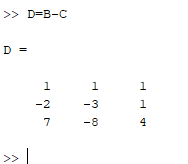 >> D=B-C
D =
1 1 1
-2 -3 1
7 -8 4
>>